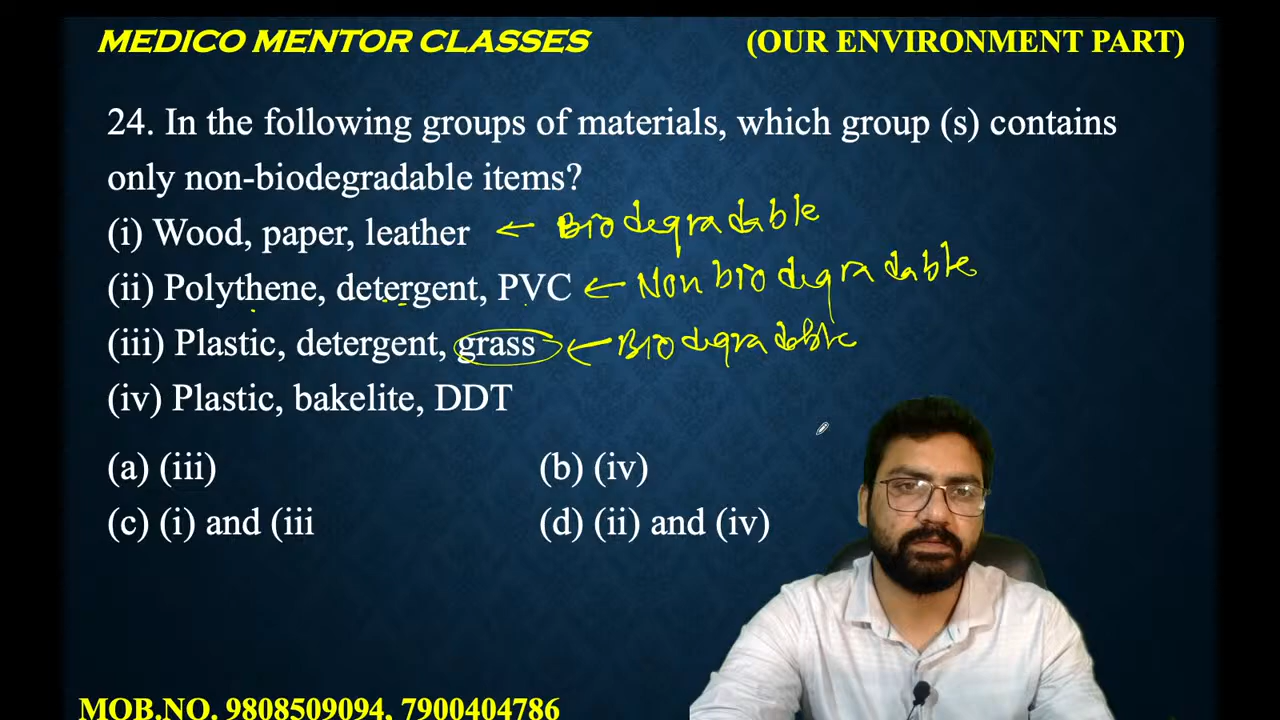 MEDICO MENTOR CLASSES (OUR ENVIRONMENT PART)
24. In the following groups of materials, which group (s) contains
only non-biodegradable items?
(i) Wood, paper, leather ← Biodegradable
(ii) Polythene, detergent, PVC ← Non biodegradable
(iii) Plastic, detergent, grass ← Biodegradable
(iv) Plastic, bakelite, DDT
(a) (iii) (b) (iv)
(c) (i) and (iii (d) (ii) and (iv)
MOB.NO. 9808509094, 7900404786